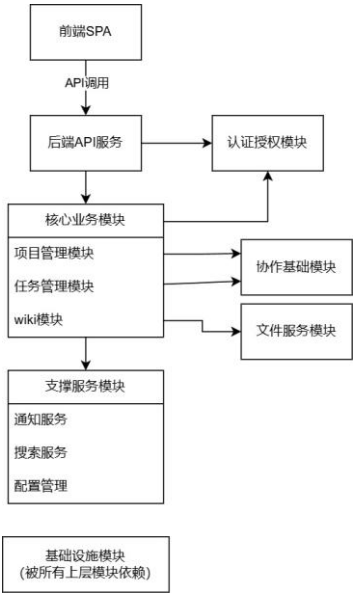 前端SPA
API调用
后端API服务
认证授权模块
核心业务模块
项目管理模块
任务管理模块
wiki模块
协作基础模块
文件服务模块
支撑服务模块
通知服务
搜索服务
配置管理
基础设施模块
(被所有上层模块依赖)